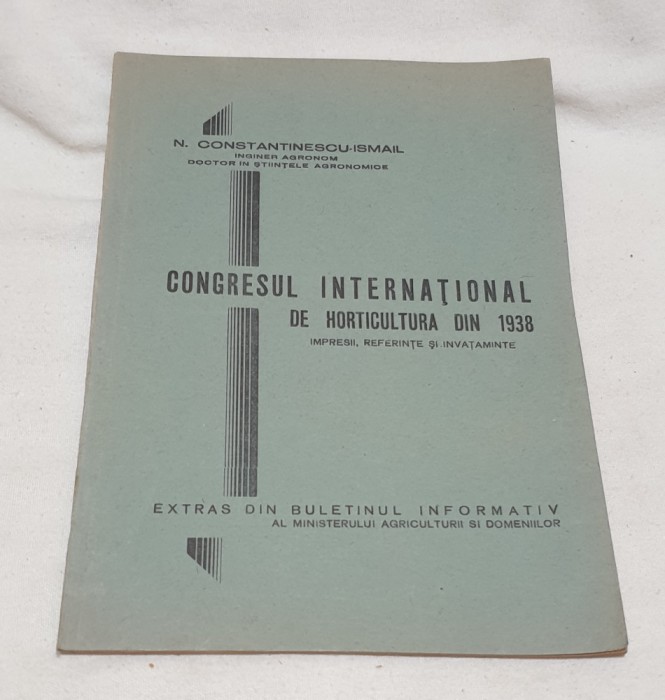 N. CONSTANTINESCU-ISMAIL
INGINER AGRONOM
DOCTOR IN ȘTIINȚELE AGRONOMICE
CONGRESUL INTERNAȚIONAL
DE HORTICULTURA DIN 1938
IMPRESII, REFERINȚE ȘI INVAȚAMINTE
EXTRAS DIN BULETINUL INFORMATIV
AL MINISTERULUI AGRICULTURII SI DOMENIILOR